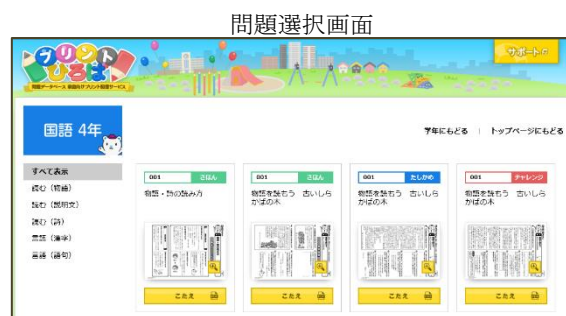 問題選択画面
プリント
ひろば
問題データベース 家庭向けプリント配信サービス
サポート
国語 4年
学年にもどる | トップページにもどる
すべて表示
読む (物語)
読む (説明文)
読む (詩)
言語 (漢字)
言語 (語句)
001 きほん
物語・詩の読み方
こたえ
001 きほん
物語を読もう 古いしらかばの木
こたえ
001 たしかめ
物語を読もう 古いしらかばの木
こたえ
001 チャレンジ
物語を読もう 古いしらかばの木
こたえ